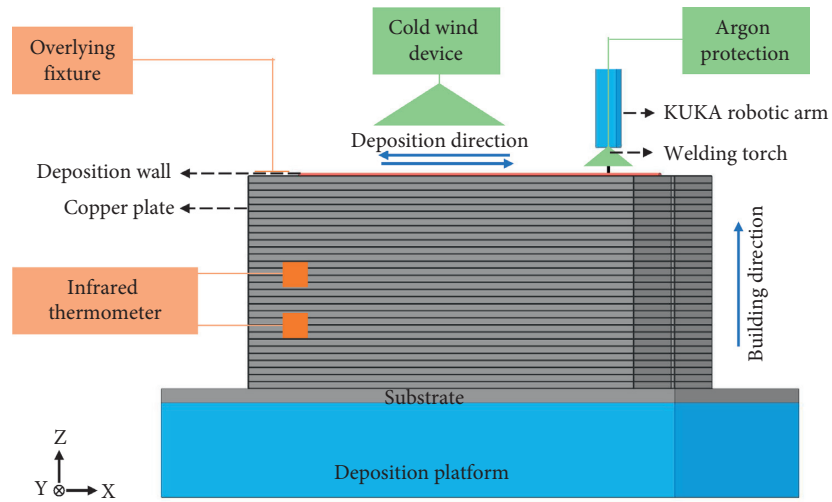 Overlying
fixture
Cold wind
device
Argon
protection
KUKA robotic arm
Deposition direction
Welding torch
Deposition wall
Copper plate
Infrared
thermometer
Building direction
Substrate
Deposition platform
Z
Y
X